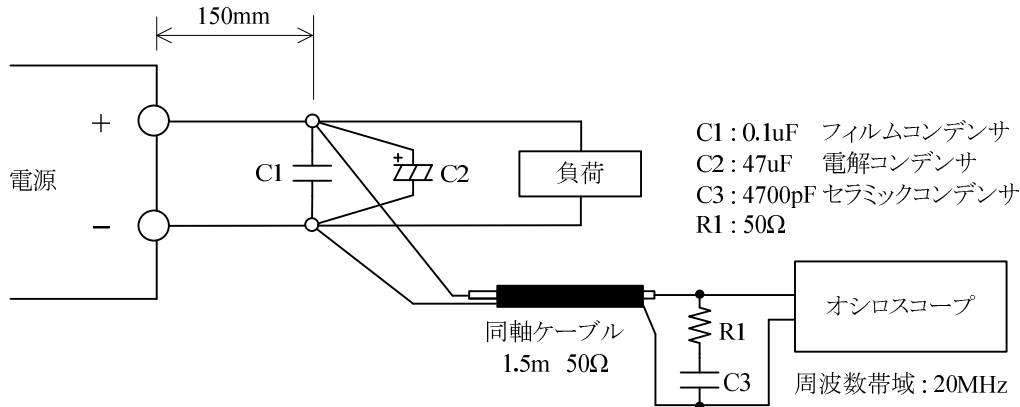 150mm
+
−
電源
C1
+
C2
負荷
C1 : 0.1uF フィルムコンデンサ
C2 : 47uF 電解コンデンサ
C3 : 4700pF セラミックコンデンサ
R1 : 50Ω
同軸ケーブル
1.5m 50Ω
R1
C3
オシロスコープ
周波数帯域 : 20MHz